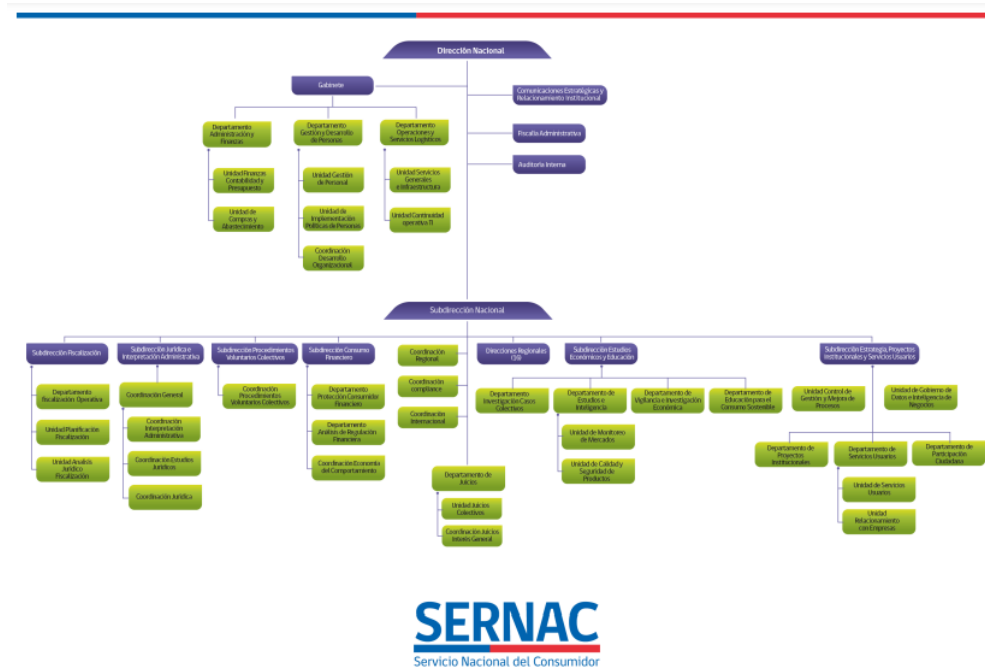 Dirección Nacional
Gabinete
Comunicaciones Estratégicas y
Relacionamiento Institucional
Departamento
Administración y
Finanzas
Departamento
Gestión y Desarrollo
de Personas
Departamento
Operaciones y
Servicios Logísticos
Fiscalía Administrativa
Auditoría Interna
Unidad Finanzas
Contabilidad y
Presupuesto
Unidad Gestión
de Personal
Unidad Servicios
Generales
e Infraestructura
Unidad de
Compras y
Abastecimiento
Unidad de
Implementación
Políticas de Personas
Unidad Continuidad
operativa TI
Coordinación
Desarrollo
Organizacional
Subdirección Nacional
Subdirección Fiscalización
Subdirección Jurídica e
Interpretación Administrativa
Subdirección Procedimientos
Voluntarios Colectivos
Subdirección Consumo
Financiero
Coordinación
Regional
Direcciones Regionales
(16)
Subdirección Estudios
Económicos y Educación
Subdirección Estrategia, Proyectos
Institucionales y Servicios Usuarios
Departamento
Fiscalización Operativa
Coordinación General
Coordinación
Procedimientos
Voluntarios Colectivos
Departamento
Protección Consumidor
Financiero
Coordinación
compliance
Departamento
Investigación Casos
Colectivos
Departamento de
Estudios e
Inteligencia
Departamento de
Vigilancia e Investigación
Económica
Departamento de
Educación para el
Consumo Sostenible
Unidad Control de
Gestión y Mejora de
Procesos
Unidad de Gobierno de
Datos e Inteligencia de
Negocios
Unidad Planificación
Fiscalización
Coordinación
Interpretación
Administrativa
Departamento
Análisis de Regulación
Financiera
Coordinación
Internacional
Unidad de Monitoreo
de Mercados
Departamento de
Proyectos
Institucionales
Departamento de
Servicios Usuarios
Departamento de
Participación
Ciudadana
Unidad Analisis
Jurídico
Fiscalización
Coordinación Estudios
Jurídicos
Coordinación Economía
del Comportamiento
Unidad de Calidad y
Seguridad de
Productos
Coordinación Jurídica
Departamento de
Juicios
Unidad de Servicios
Usuarios
Unidad Juicios
Colectivos
Unidad
Relacionamiento
con Empresas
Coordinación Juicios
Interés General
SERNAC
Servicio Nacional del Consumidor